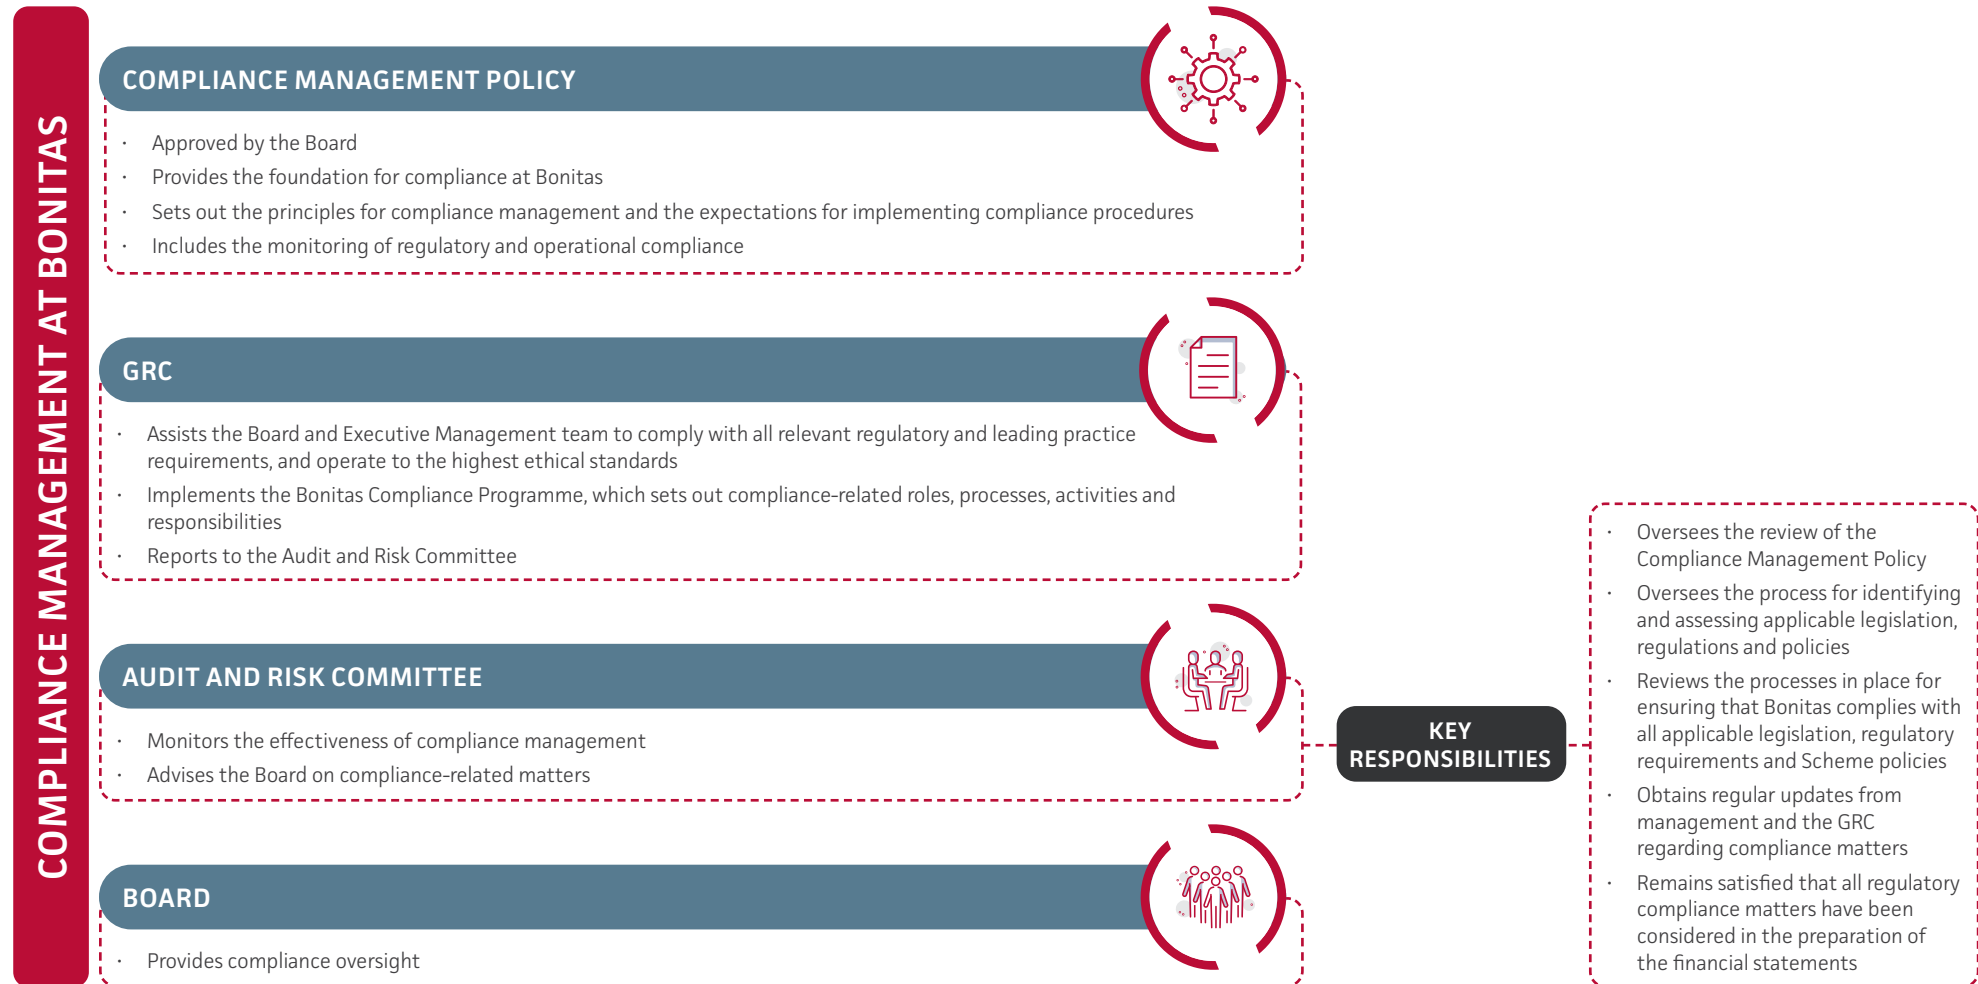 COMPLIANCE MANAGEMENT AT BONITAS
COMPLIANCE MANAGEMENT POLICY
· Approved by the Board
· Provides the foundation for compliance at Bonitas
· Sets out the principles for compliance management and the expectations for implementing compliance procedures
· Includes the monitoring of regulatory and operational compliance
GRC
· Assists the Board and Executive Management team to comply with all relevant regulatory and leading practice
requirements, and operate to the highest ethical standards
· Implements the Bonitas Compliance Programme, which sets out compliance-related roles, processes, activities and
responsibilities
· Reports to the Audit and Risk Committee
AUDIT AND RISK COMMITTEE
· Monitors the effectiveness of compliance management
· Advises the Board on compliance-related matters
KEY
RESPONSIBILITIES
· Oversees the review of the
Compliance Management Policy
· Oversees the process for identifying
and assessing applicable legislation,
regulations and policies
· Reviews the processes in place for
ensuring that Bonitas complies with
all applicable legislation, regulatory
requirements and Scheme policies
· Obtains regular updates from
management and the GRC
regarding compliance matters
· Remains satisfied that all regulatory
compliance matters have been
considered in the preparation of
the financial statements
BOARD
· Provides compliance oversight